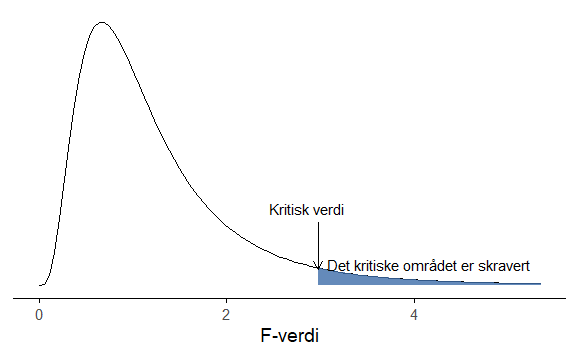 Kritisk verdi
Det kritiske området er skravert
0 2 4
F-verdi